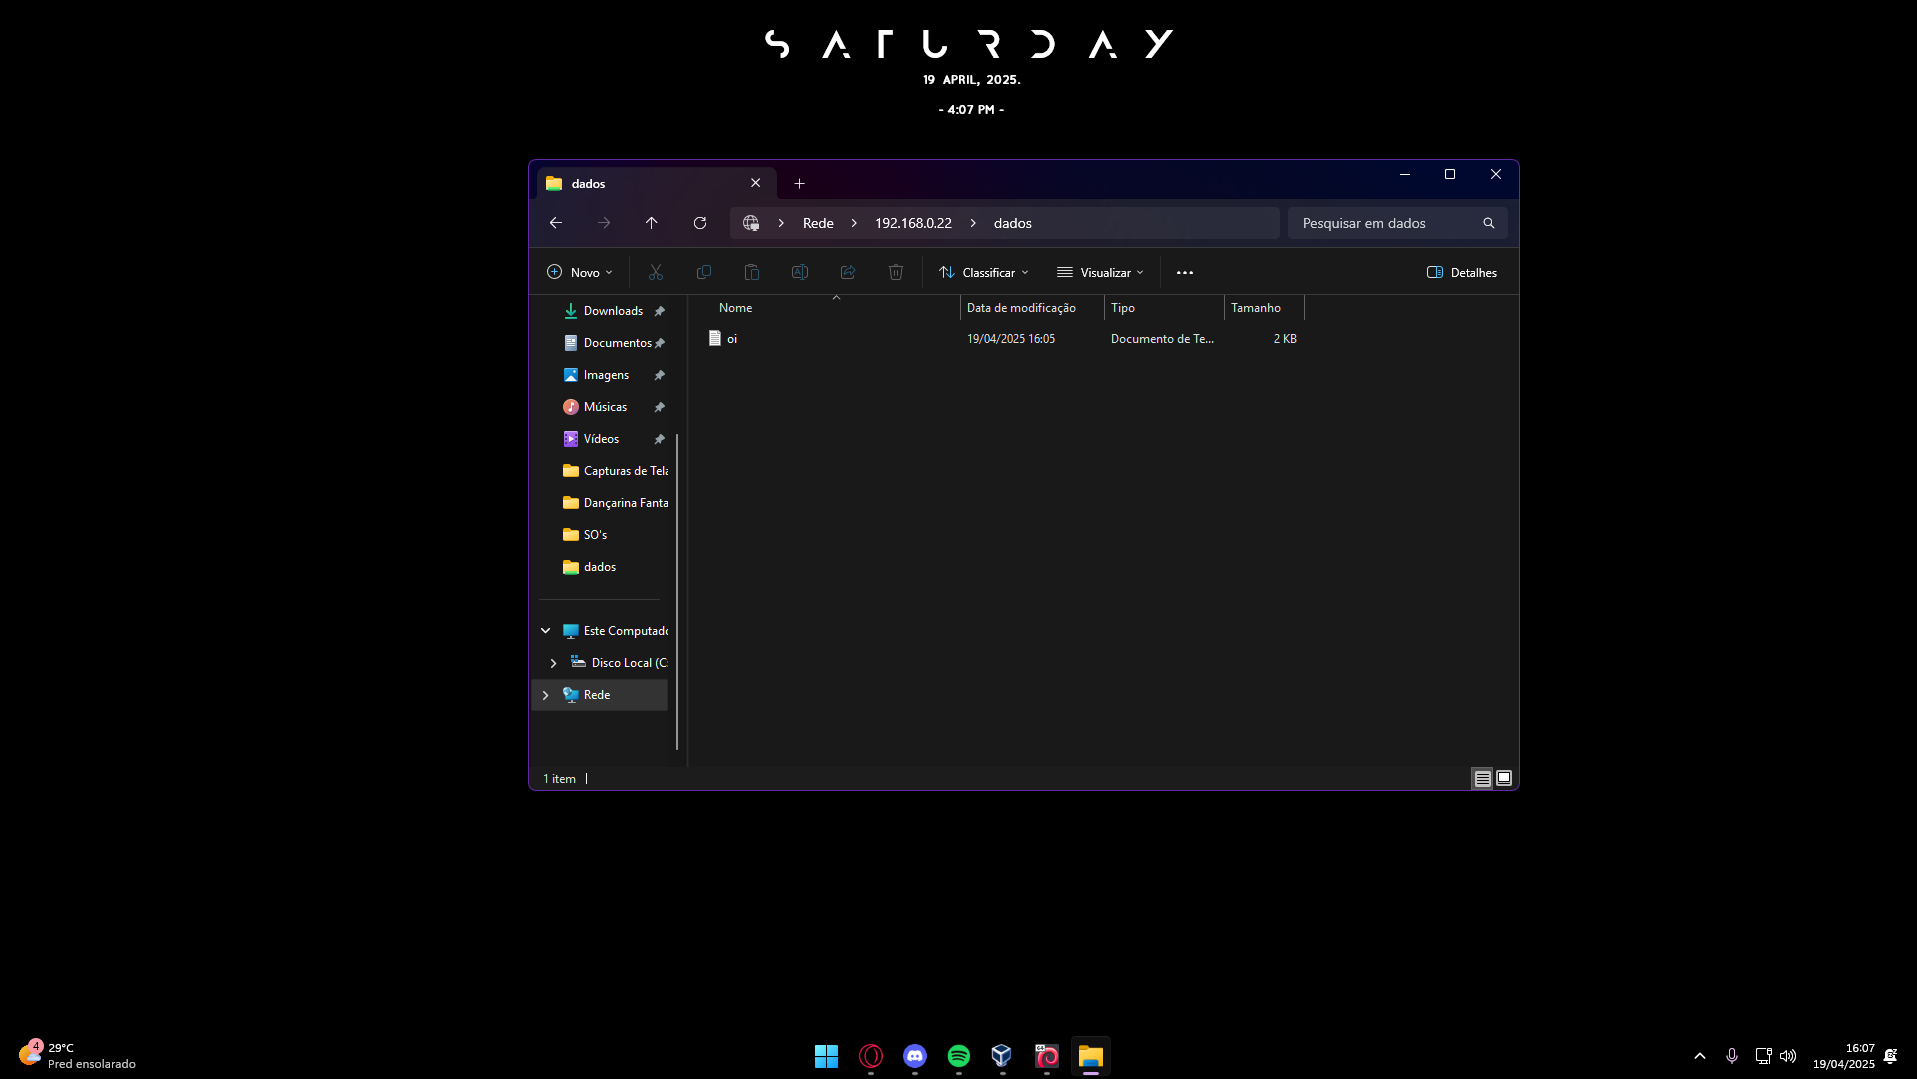 SATURDAY
19 APRIL, 2025.
- 4:07 PM -
dados
Rede
192.168.0.22
dados
Pesquisar em dados
Novo
Classificar
Visualizar
Detalhes
Nome
Data de modificação
Tipo
Tamanho
oi
19/04/2025 16:05
Documento de Te...
2 KB
Downloads
Documentos
Imagens
Músicas
Vídeos
Capturas de Tela
Dançarina Fanta
SO's
dados
Este Computado
Disco Local (C:
Rede
1 item
4
29°C
Pred ensolarado
64
16:07
19/04/2025